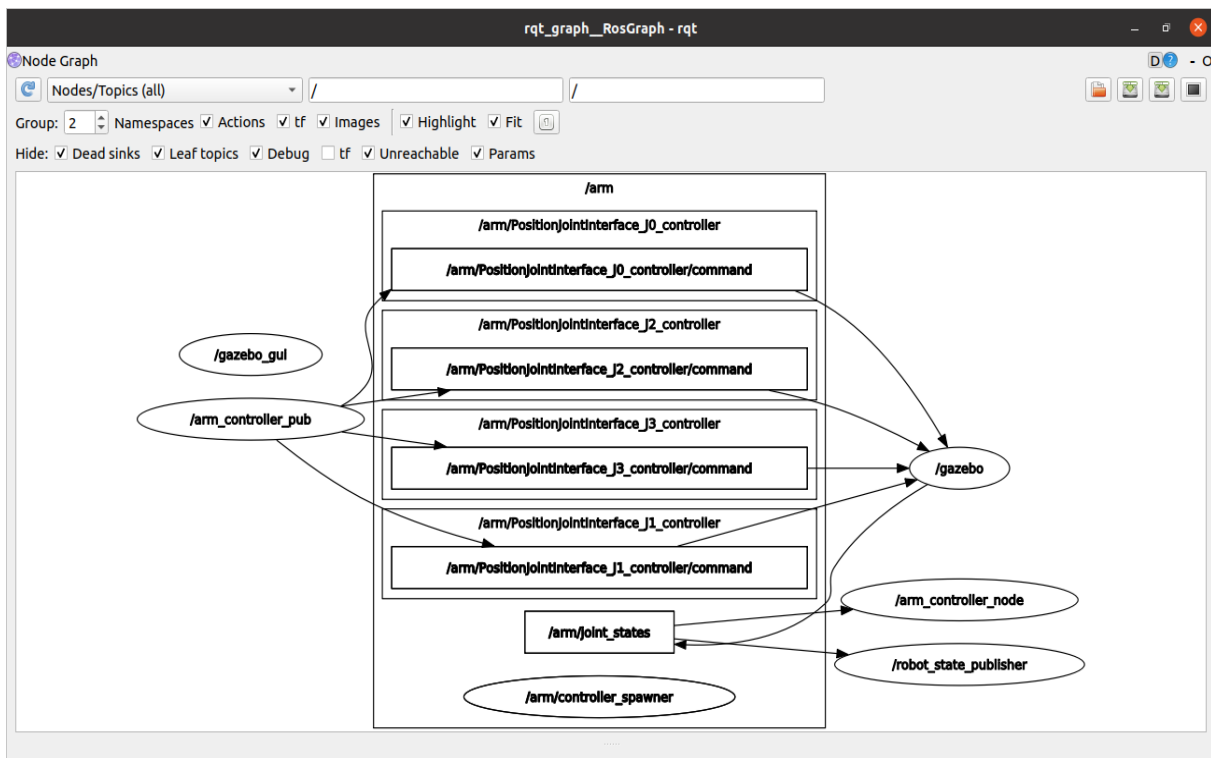 rqt_graph__RosGraph - rqt
Node Graph
D ? - O
Nodes/Topics (all) / /
Group: 2 Namespaces Actions tf Images Highlight Fit
Hide: Dead sinks Leaf topics Debug tf Unreachable Params
/arm
/arm/PositionJointInterface_J0_controller
/arm/PositionJointInterface_J0_controller/command
/arm/PositionJointInterface_J2_controller
/gazebo_gui
/arm/PositionJointInterface_J2_controller/command
/arm_controller_pub
/arm/PositionJointInterface_J3_controller
/arm/PositionJointInterface_J3_controller/command
/gazebo
/arm/PositionJointInterface_J1_controller
/arm/PositionJointInterface_J1_controller/command
/arm_controller_node
/arm/joint_states
/robot_state_publisher
/arm/controller_spawner